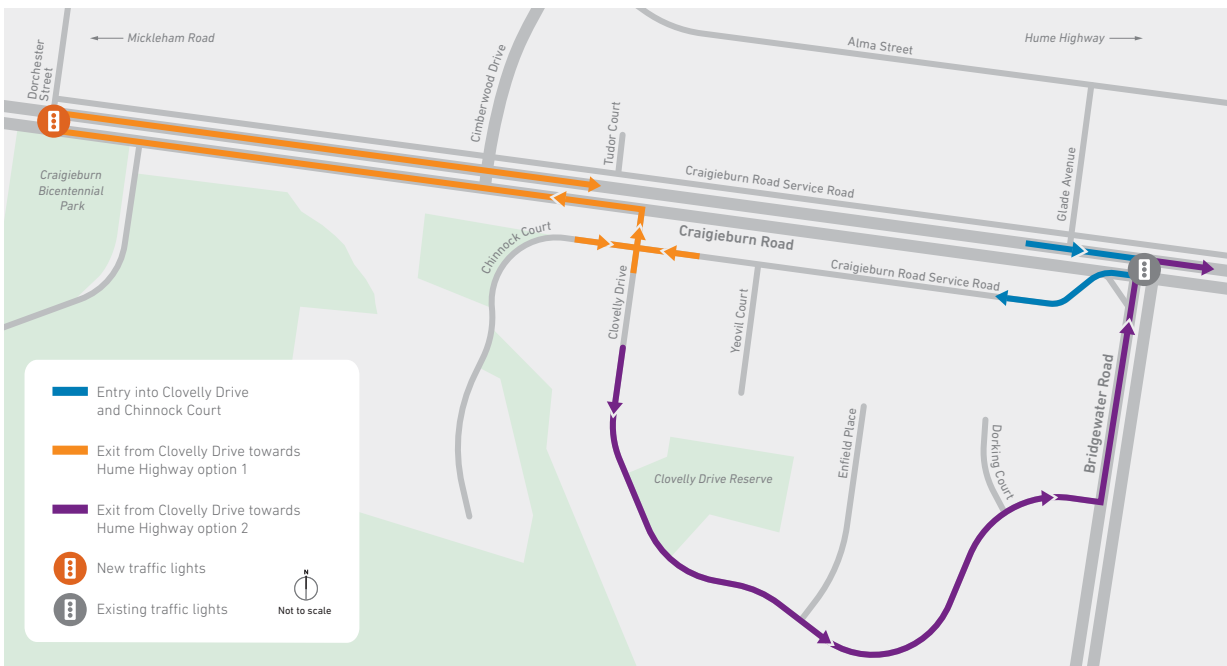 Mickleham Road
Hume Highway
Alma Street
Dorchester
Street
Cimberwood Drive
Tudor Court
Craigieburn Road Service Road
Glade Avenue
Craigieburn
Bicentennial
Park
Chinnock Court
Craigieburn Road
Craigieburn Road Service Road
Clovelly Drive
Yeovil Court
Bridgewater Road
Enfield Place
Dorking Court
Clovelly Drive Reserve
Entry into Clovelly Drive
and Chinnock Court
Exit from Clovelly Drive towards
Hume Highway option 1
Exit from Clovelly Drive towards
Hume Highway option 2
New traffic lights
Existing traffic lights
N
Not to scale